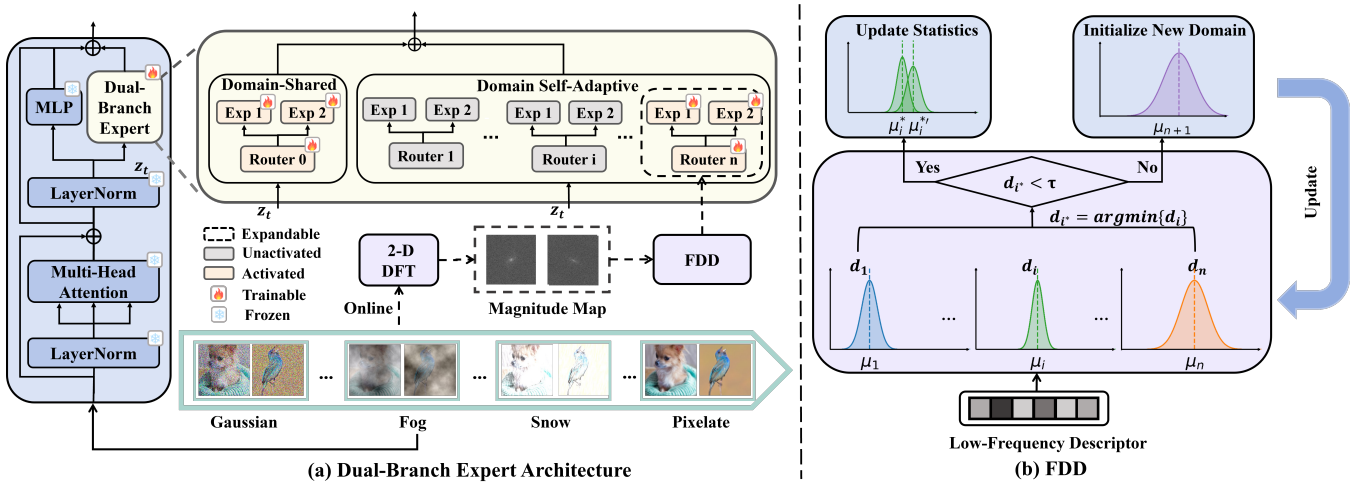 MLP
Dual-
Branch
Expert
z_t
LayerNorm
Multi-Head
Attention
LayerNorm
Domain-Shared
Exp 1
Exp 2
Router 0
z_t
Domain Self-Adaptive
Exp 1
Exp 2
Router 1
...
Exp 1
Exp 2
Router i
...
Exp 1
Exp 2
Router n
z_t
Expandable
Unactivated
Activated
Trainable
Frozen
2-D
DFT
Online
Magnitude Map
FDD
...
...
...
Gaussian
Fog
Snow
Pixelate
(a) Dual-Branch Expert Architecture
Update Statistics
μ_i^* μ_i^{*′}
Initialize New Domain
μ_{n+1}
Yes
d_{i^*} < τ
No
d_{i^*} = argmin{d_i}
Update
d_1
μ_1
...
d_i
μ_i
...
d_n
μ_n
Low-Frequency Descriptor
(b) FDD